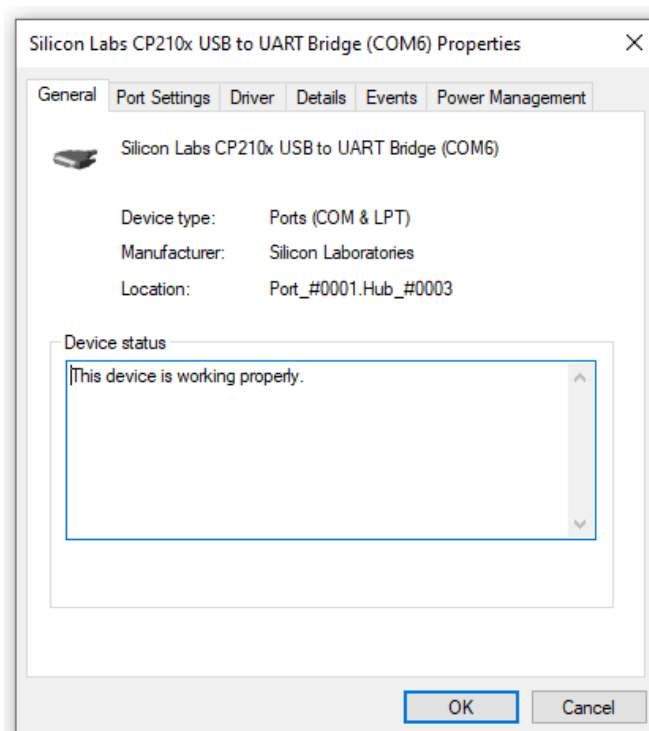 Silicon Labs CP210x USB to UART Bridge (COM6) Properties
General Port Settings Driver Details Events Power Management
Silicon Labs CP210x USB to UART Bridge (COM6)
Device type: Ports (COM & LPT)
Manufacturer: Silicon Laboratories
Location: Port_#0001.Hub_#0003
Device status
This device is working properly.
OK Cancel